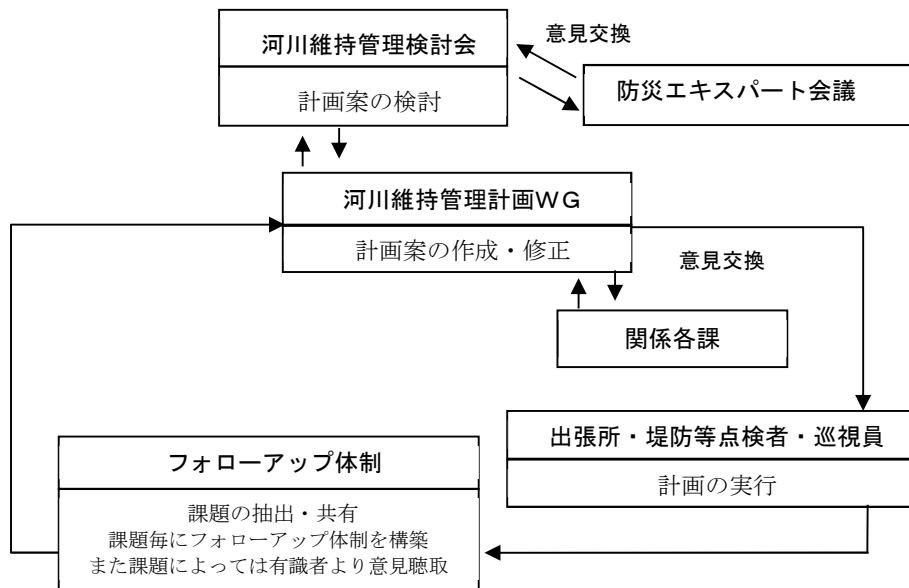 河川維持管理検討会
意見交換
計画案の検討
防災エキスパート会議
河川維持管理計画ＷＧ
計画案の作成・修正
意見交換
関係各課
出張所・堤防等点検者・巡視員
計画の実行
フォローアップ体制
課題の抽出・共有
課題毎にフォローアップ体制を構築
また課題によっては有識者より意見聴取